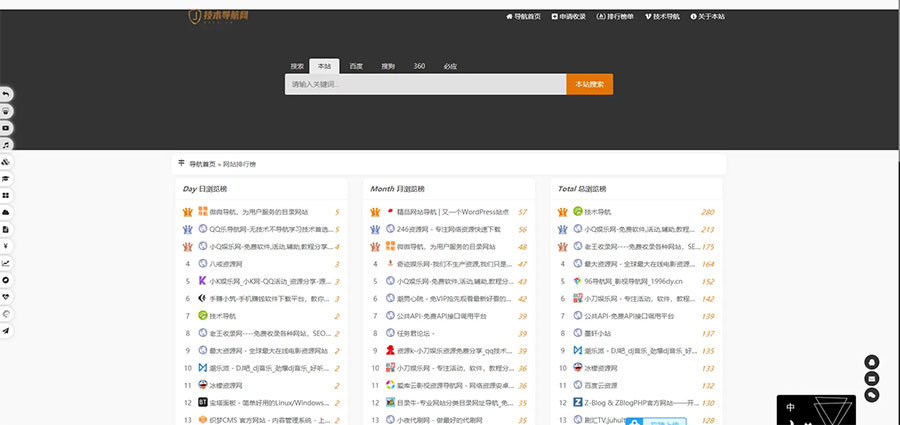 技术导航网
导航首页 申请收录 排行榜单 技术导航 关于本站
搜索 本站 百度 搜狗 360 必应
请输入关键词... 本站搜索
导航首页 » 网站排行榜
Day 日浏览榜
微微导航，为用户服务的目录网站 5
QQ乐导航网-无技术不导航学习技术首选... 5
小Q娱乐网-免费软件,活动,辅助,教程分享... 4
4 八戒资源网 3
5 小K娱乐网_小K网-QQ活动_资源分享-源... 3
6 手赚小筑-手机赚钱软件下载平台，教你... 3
7 技术导航 2
8 老王收录网----免费收录各种网站，SEO... 2
9 最大资源网 - 全球最大在线电影资源网站 2
10 潮乐派 - DJ吧_dj音乐_劲爆dj音乐_好听... 2
11 冰檬资源网 2
12 宝塔面板 - 简单好用的Linux/Windows... 2
13 织梦CMS 官方网站 - 内容管理系统 - 上... 2
Month 月浏览榜
精品网站导航 | 又一个WordPress站点 57
246资源网 - 专注网络资源快速下载 56
微微导航，为用户服务的目录网站 48
4 奇迹娱乐网-我们不生产资源,我们只是... 47
5 小Q娱乐网-免费软件,活动,辅助,教程分享... 43
6 潮男心跳 - 免VIP抢先观看最新好看的... 42
7 公共API-免费API接口调用平台 39
8 任务君论坛 - 39
9 资源k-小刀娱乐资源免费分享_qq技术... 39
10 小刀娱乐网 - 专注活动，软件，教程分... 36
11 爱库云影视资源导航网 - 网络资源安卓... 36
12 目录牛-专业网站分类目录网址导航_免... 35
13 小夜代刷网 - 做最好的代刷网 35
Total 总浏览榜
技术导航 280
小Q娱乐网-免费软件,活动,辅助,教程分享... 213
老王收录网----免费收录各种网站，SEO... 175
4 最大资源网 - 全球最大在线电影资源... 164
5 96导航网_影视导航网_1996dy.cn 152
6 小刀娱乐网 - 专注活动，软件，教程... 142
7 公共API-免费API接口调用平台 139
8 墨轩小站 137
9 潮乐派 - DJ吧_dj音乐_劲爆dj音乐_好... 135
10 冰檬资源网 133
11 百度云资源 132
12 Z-Blog & ZBlogPHP官方网站——开... 130
13 128
中